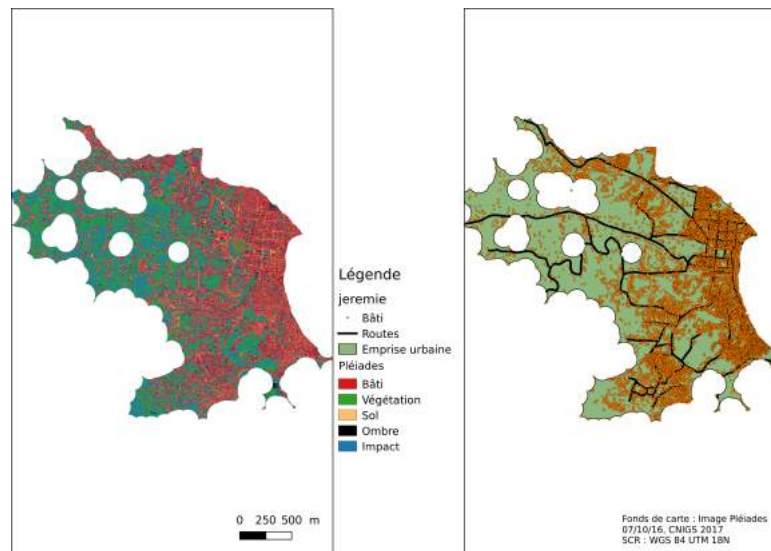 Légende
jeremie
Bâti
Routes
Emprise urbaine
Pléiades
Bâti
Végétation
Sol
Ombre
Impact
0 250 500 m
Fonds de carte : Image Pléiades
07/10/16, CNIGS 2017
SCR : WGS 84 UTM 18N